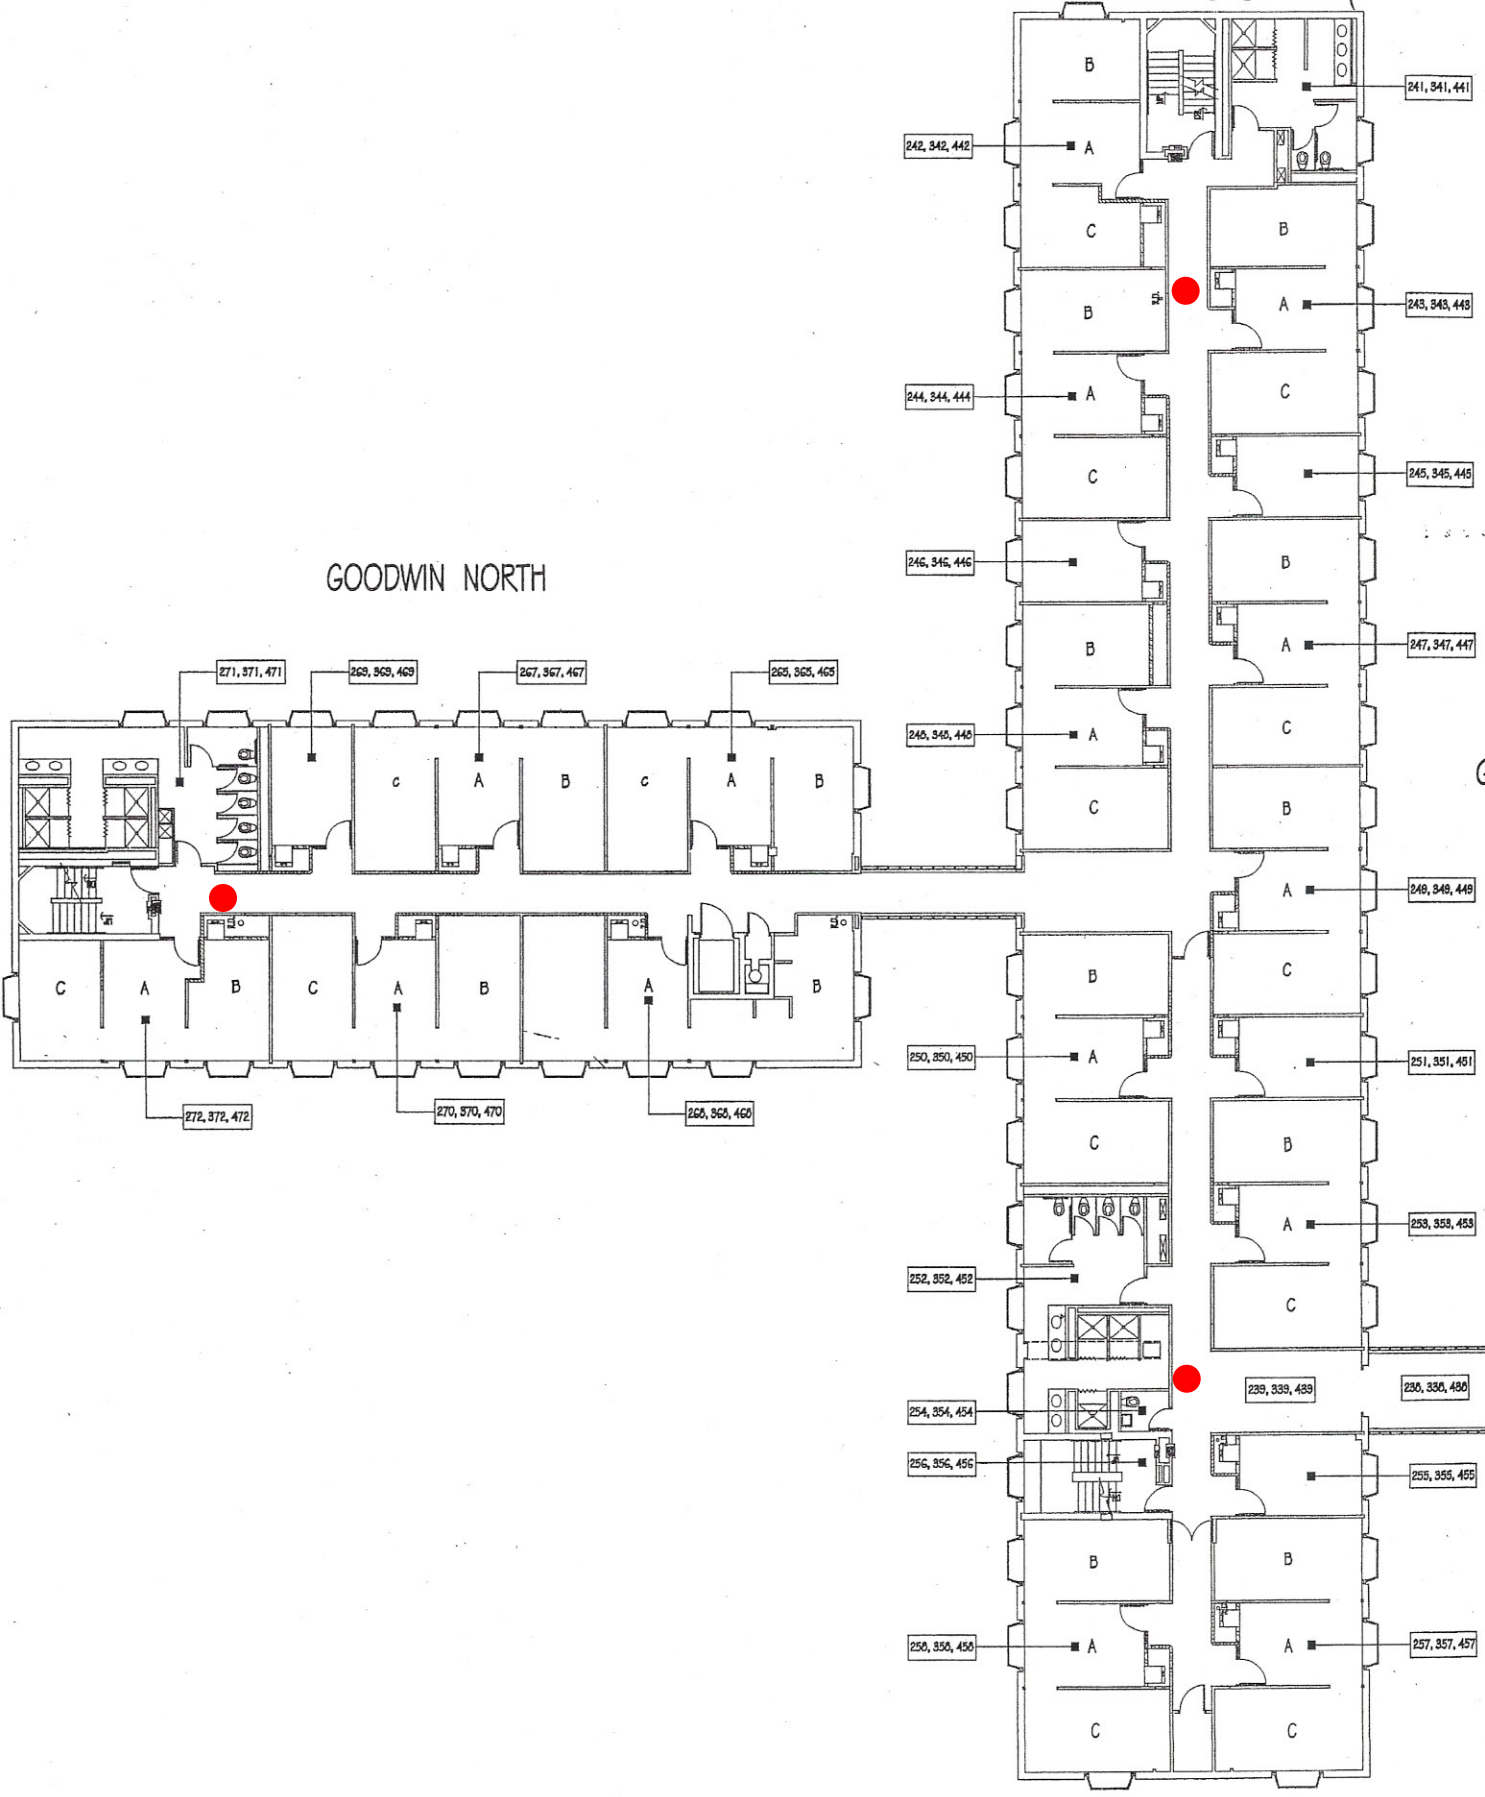 241, 341, 441
B
242, 342, 442
A
C
B
243, 343, 443
A
B
C
244, 344, 444
A
C
245, 345, 445
246, 346, 446
B
GOODWIN NORTH
B
A
247, 347, 447
271, 371, 471
269, 369, 469
267, 367, 467
265, 365, 465
248, 348, 448
A
C
c
A
B
c
A
B
C
B
A
249, 349, 449
C
A
B
C
A
B
A
B
B
C
250, 350, 450
A
251, 351, 451
272, 372, 472
270, 370, 470
268, 368, 468
C
B
A
253, 353, 453
252, 352, 452
C
239, 339, 439
238, 338, 438
254, 354, 454
256, 356, 456
255, 355, 455
B
B
258, 358, 458
A
A
257, 357, 457
C
C